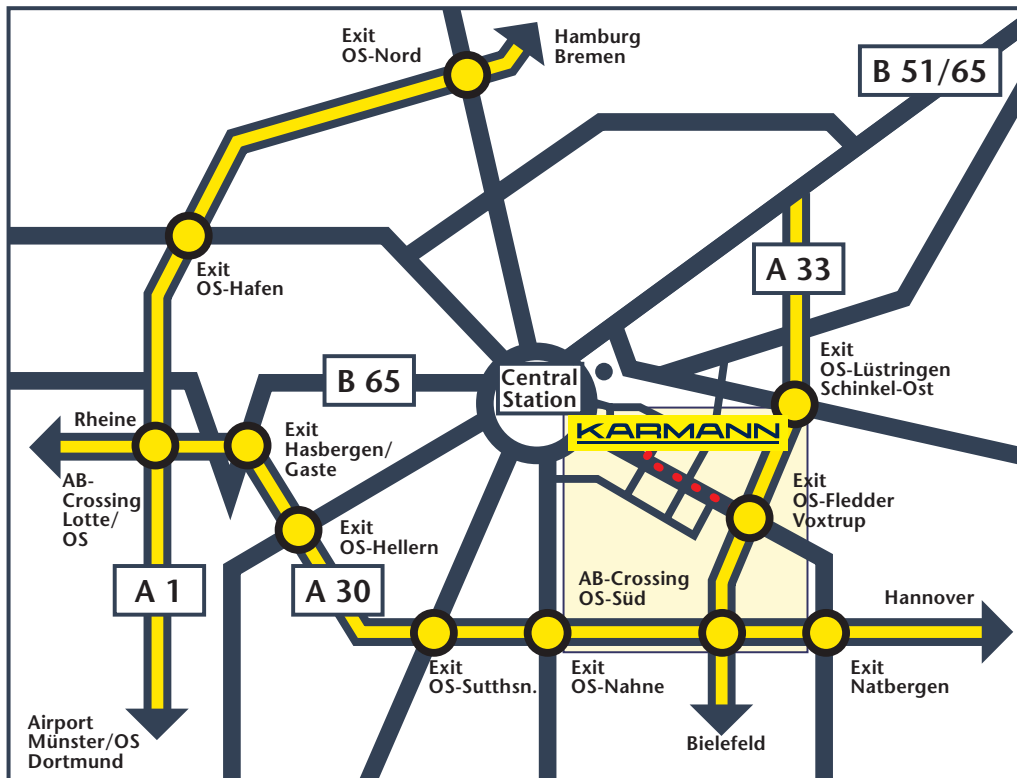 Exit
OS-Nord
Hamburg
Bremen
B 51/65
Exit
OS-Hafen
A 33
Exit
OS-Lüstringen
Schinkel-Ost
B 65
Central
Station
KARMANN
Rheine
AB-
Crossing
Lotte/
OS
Exit
Hasbergen/
Gaste
Exit
OS-Hellern
Exit
OS-Fledder
Voxtrup
A 1
A 30
AB-Crossing
OS-Süd
Hannover
Exit
OS-Sutthsn.
Exit
OS-Nahne
Exit
Natbergen
Airport
Münster/OS
Dortmund
Bielefeld